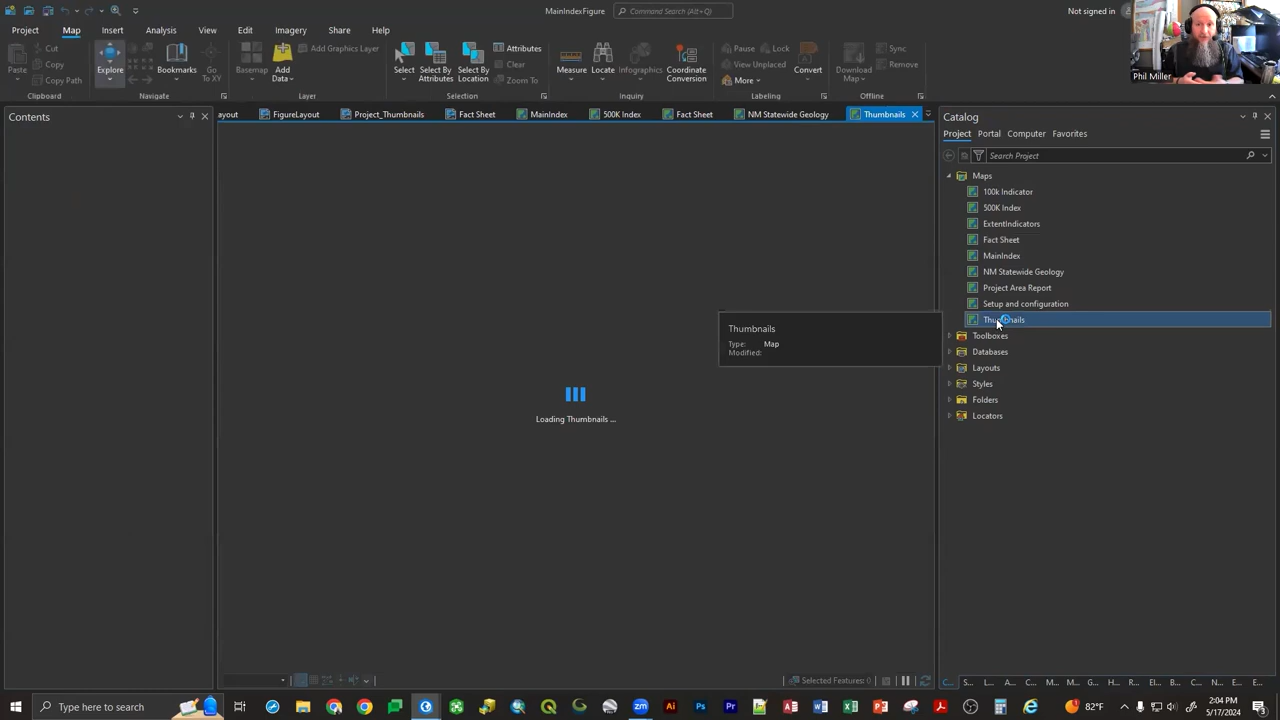 MainIndexFigure
Command Search (Alt+Q)
Not signed in
Phil Miller
Project Map Insert Analysis View Edit Imagery Share Help
Paste
Cut
Copy
Copy Path
Clipboard
Explore
Bookmarks
Go To XY
Navigate
Basemap
Add Data
Add Graphics Layer
Layer
Select
Select By Attributes
Select By Location
Attributes
Clear
Zoom To
Selection
Measure
Locate
Infographics
Coordinate Conversion
Inquiry
Pause
Lock
View Unplaced
More
Convert
Labeling
Download Map
Sync
Remove
Offline
Contents
ayout
FigureLayout
Project_Thumbnails
Fact Sheet
MainIndex
500K Index
Fact Sheet
NM Statewide Geology
Thumbnails
Catalog
Project Portal Computer Favorites
Search Project
Maps
100k Indicator
500K Index
ExtentIndicators
Fact Sheet
MainIndex
NM Statewide Geology
Project Area Report
Setup and configuration
Toolboxes
Databases
Layouts
Styles
Folders
Locators
Thumbnails
Type: Map
Modified:
Loading Thumbnails ...
Selected Features: 0
C... S... L... A... C... M... M... G... H... R... Ei... B... E... E... E...
Type here to search
82°F
2:04 PM
5/17/2024